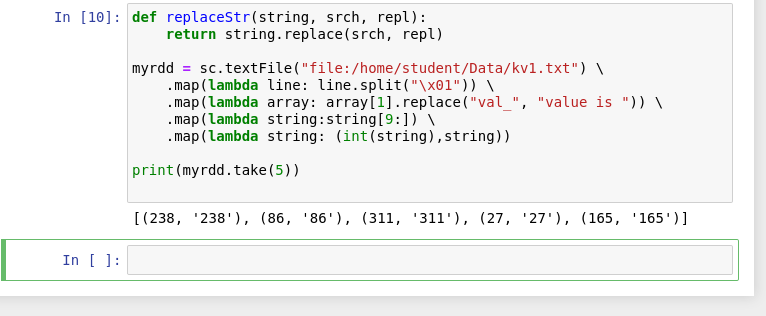 In [10]:
def replaceStr(string, srch, repl):
    return string.replace(srch, repl)

myrdd = sc.textFile("file:/home/student/Data/kv1.txt") \
    .map(lambda line: line.split("\x01")) \
    .map(lambda array: array[1].replace("val_", "value is ")) \
    .map(lambda string:string[9:]) \
    .map(lambda string: (int(string),string))

print(myrdd.take(5))
[(238, '238'), (86, '86'), (311, '311'), (27, '27'), (165, '165')]
In [ ]: